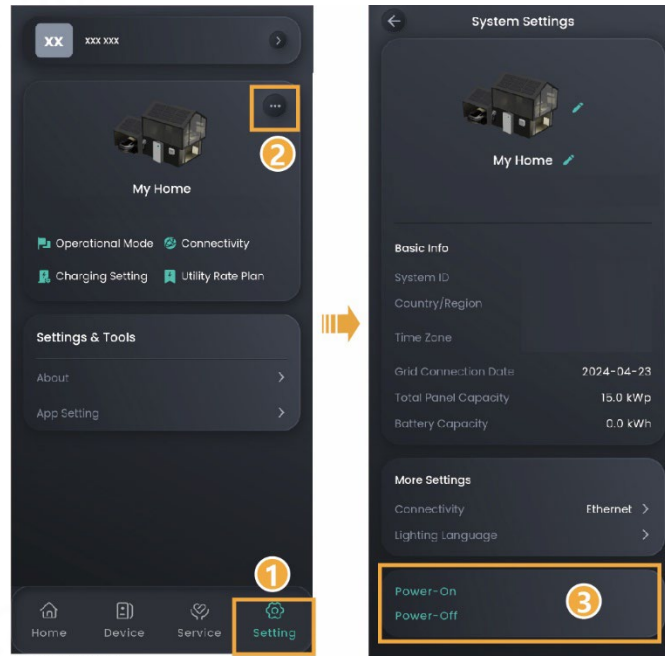 XX xxx xxx
···
2
My Home
Operational Mode Connectivity
Charging Setting Utility Rate Plan
Settings & Tools
About
App Setting
1
Home Device Service Setting
System Settings
My Home
Basic Info
System ID
Country/Region
Time Zone
Grid Connection Date 2024-04-23
Total Panel Capacity 15.0 kWp
Battery Capacity 0.0 kWh
More Settings
Connectivity Ethernet
Lighting Language
Power-On
3
Power-Off